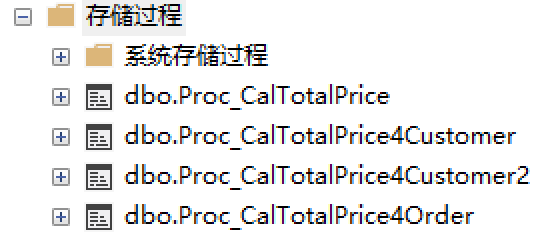 存储过程
系统存储过程
dbo.Proc_CalTotalPrice
dbo.Proc_CalTotalPrice4Customer
dbo.Proc_CalTotalPrice4Customer2
dbo.Proc_CalTotalPrice4Order